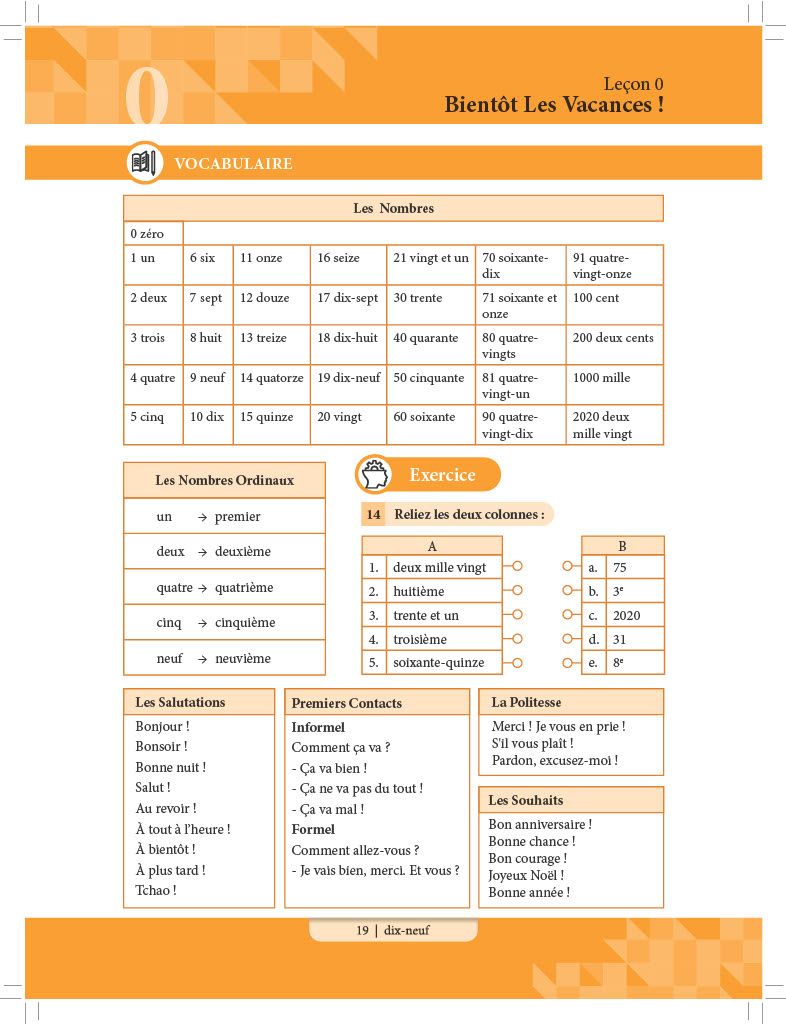 0
Leçon 0
Bientôt Les Vacances !
VOCABULAIRE
Les Nombres
0 zéro
1 un 6 six 11 onze 16 seize 21 vingt et un 70 soixante-dix 91 quatre-vingt-onze
2 deux 7 sept 12 douze 17 dix-sept 30 trente 71 soixante et onze 100 cent
3 trois 8 huit 13 treize 18 dix-huit 40 quarante 80 quatre-vingts 200 deux cents
4 quatre 9 neuf 14 quatorze 19 dix-neuf 50 cinquante 81 quatre-vingt-un 1000 mille
5 cinq 10 dix 15 quinze 20 vingt 60 soixante 90 quatre-vingt-dix 2020 deux mille vingt
Les Nombres Ordinaux
un → premier
deux → deuxième
quatre → quatrième
cinq → cinquième
neuf → neuvième
Exercice
14 Reliez les deux colonnes :
A B
1. deux mille vingt a. 75
2. huitième b. 3e
3. trente et un c. 2020
4. troisième d. 31
5. soixante-quinze e. 8e
Les Salutations
Bonjour !
Bonsoir !
Bonne nuit !
Salut !
Au revoir !
À tout à l'heure !
À bientôt !
À plus tard !
Tchao !
Premiers Contacts
Informel
Comment ça va ?
- Ça va bien !
- Ça ne va pas du tout !
- Ça va mal !
Formel
Comment allez-vous ?
- Je vais bien, merci. Et vous ?
La Politesse
Merci ! Je vous en prie !
S'il vous plaît !
Pardon, excusez-moi !
Les Souhaits
Bon anniversaire !
Bonne chance !
Bon courage !
Joyeux Noël !
Bonne année !
19 | dix-neuf